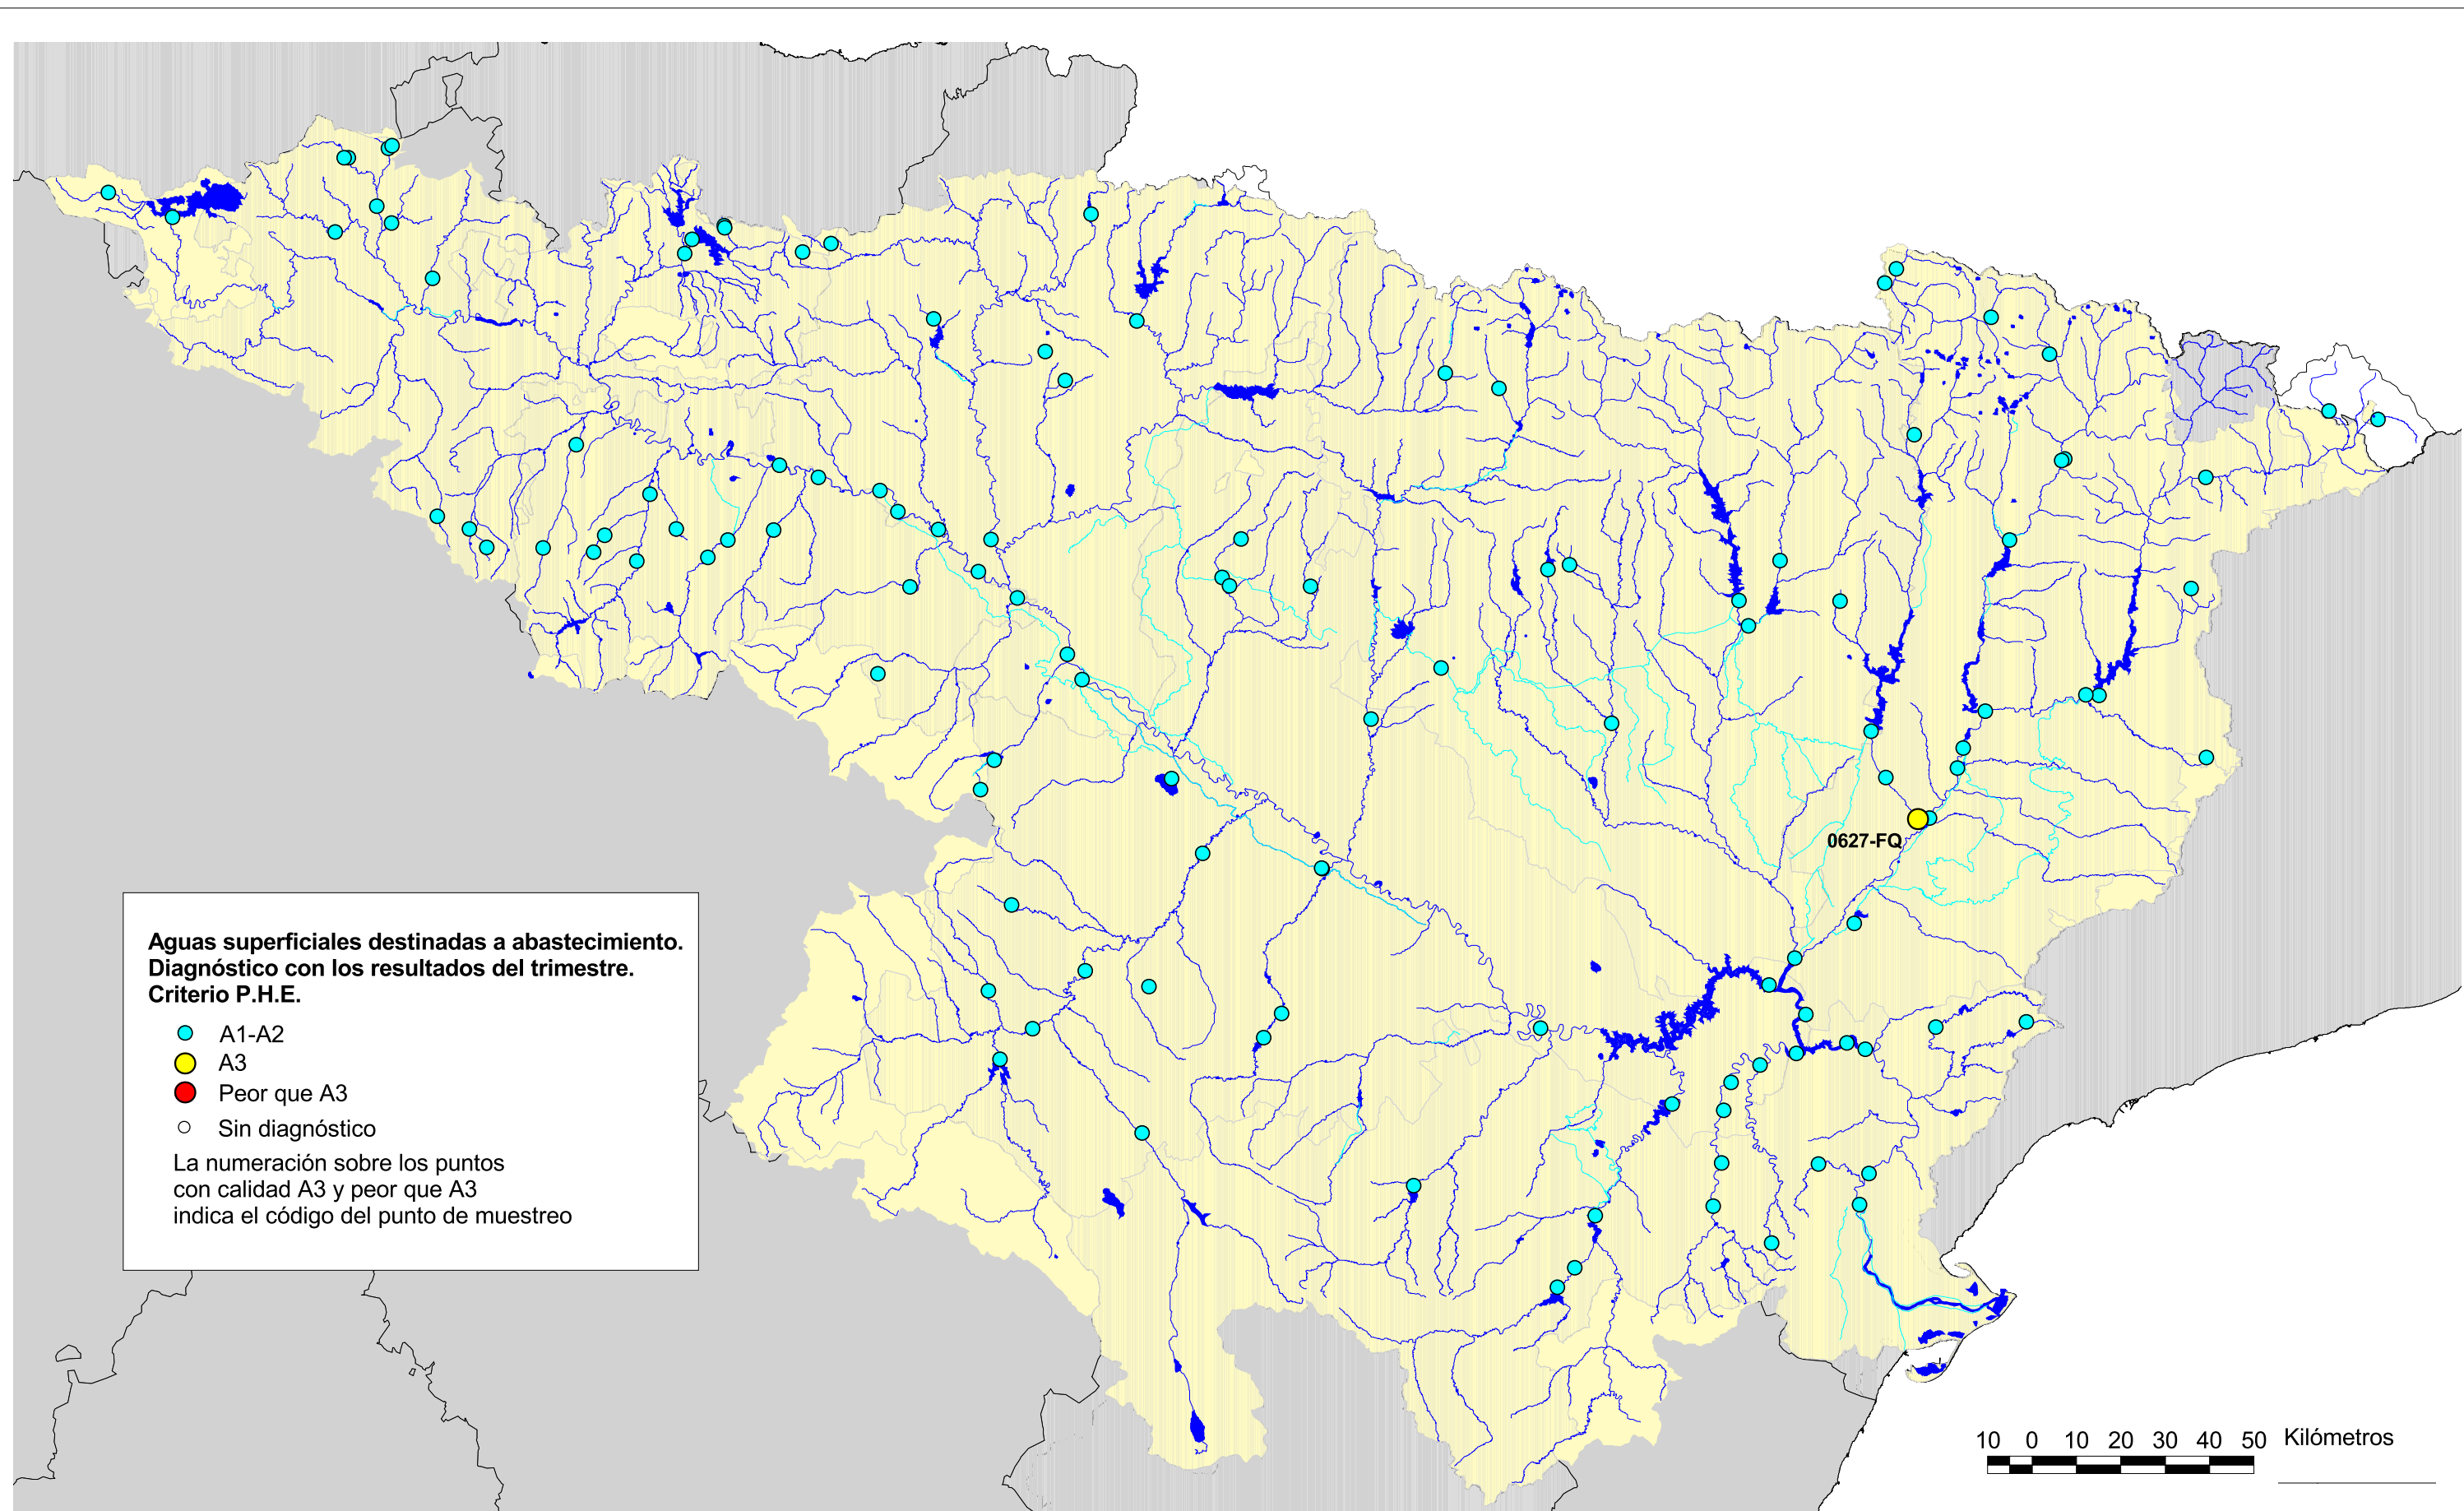 0627-FQ
Aguas superficiales destinadas a abastecimiento.
Diagnóstico con los resultados del trimestre.
Criterio P.H.E.
A1-A2
A3
Peor que A3
Sin diagnóstico
La numeración sobre los puntos
con calidad A3 y peor que A3
indica el código del punto de muestreo
10 0 10 20 30 40 50 Kilómetros